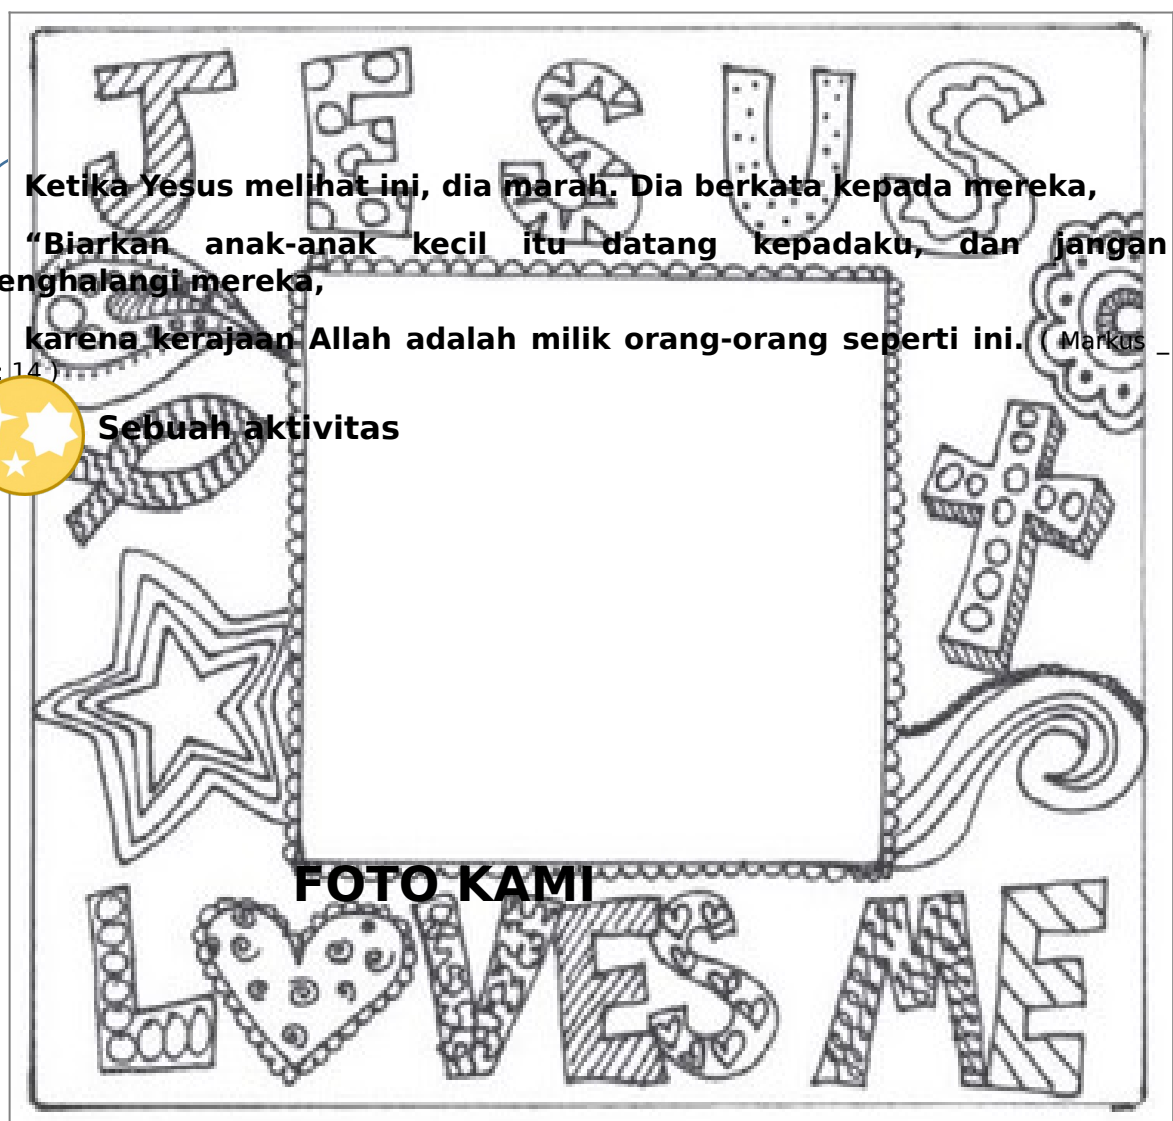 JESUS
Ketika Yesus melihat ini, dia marah. Dia berkata kepada mereka,
“Biarkan anak-anak kecil itu datang kepadaku, dan jangan
enghalangi mereka,
karena kerajaan Allah adalah milik orang-orang seperti ini. ( Markus _
: 14 )
Sebuah aktivitas
FOTO KAMI
LOVES ME